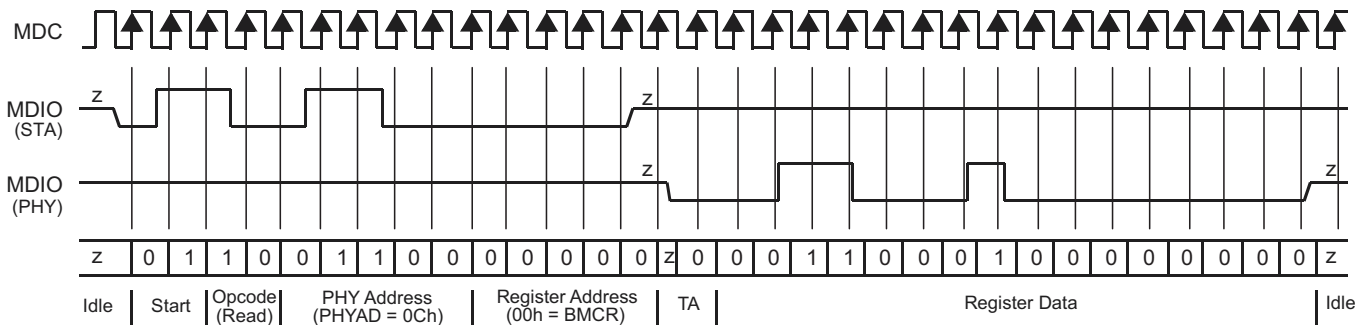 MDC
z
z
MDIO
(STA)
z
z
MDIO
(PHY)
z 0 1 1 0 0 1 1 0 0 0 0 0 0 0 z 0 0 0 1 1 0 0 0 1 0 0 0 0 0 0 0 0 z
Idle Start Opcode PHY Address Register Address TA Register Data Idle
(Read) (PHYAD = 0Ch) (00h = BMCR)